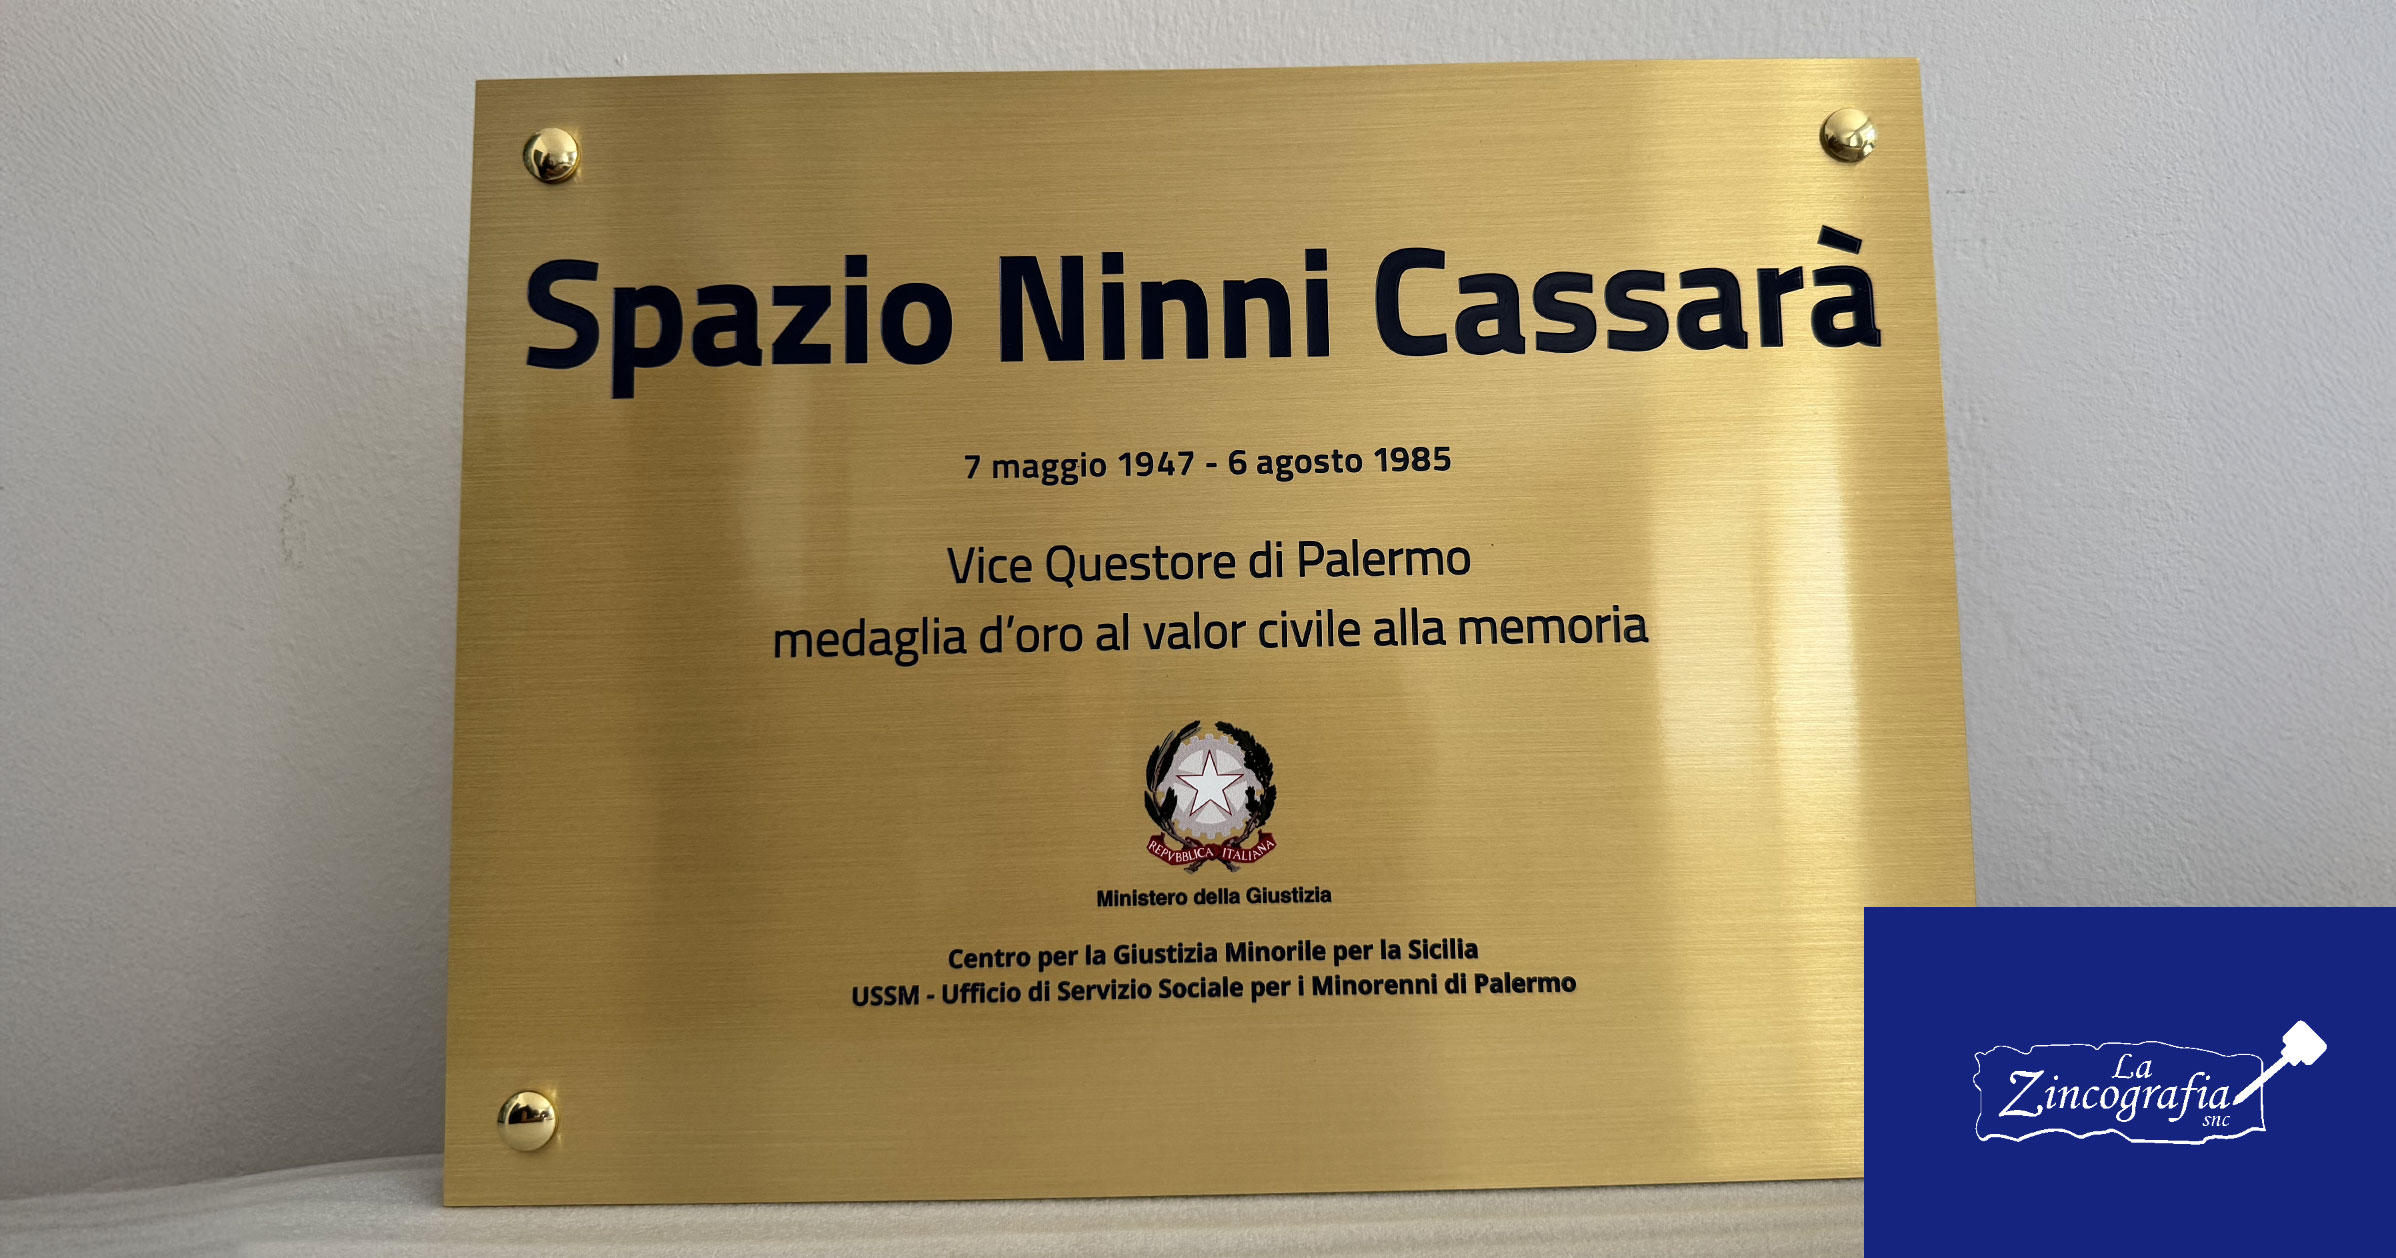 Spazio Ninni Cassarà
7 maggio 1947 - 6 agosto 1985
Vice Questore di Palermo
medaglia d'oro al valor civile alla memoria
REPVBBLICA ITALIANA
Ministero della Giustizia
Centro per la Giustizia Minorile per la Sicilia
USSM - Ufficio di Servizio Sociale per i Minorenni di Palermo
La
Zincografia
snc